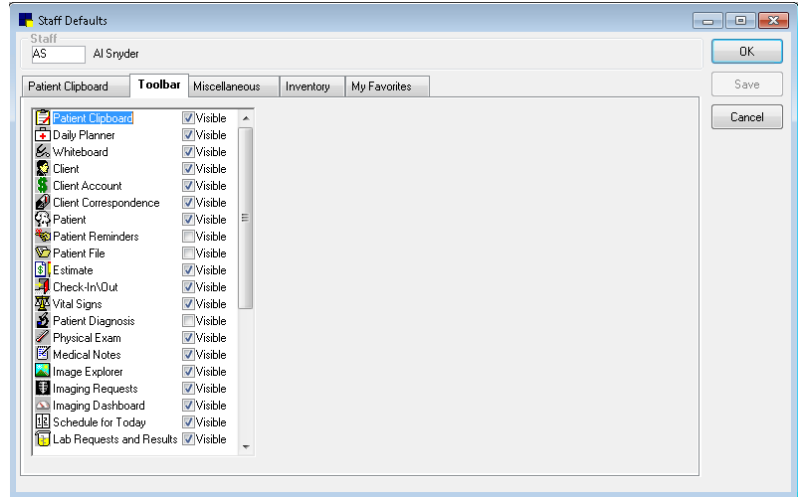 Staff Defaults
Staff
AS Al Snyder
OK
Save
Cancel
Patient Clipboard Toolbar Miscellaneous Inventory My Favorites
Patient Clipboard Visible
Daily Planner Visible
Whiteboard Visible
Client Visible
Client Account Visible
Client Correspondence Visible
Patient Visible
Patient Reminders Visible
Patient File Visible
Estimate Visible
Check-In\Out Visible
Vital Signs Visible
Patient Diagnosis Visible
Physical Exam Visible
Medical Notes Visible
Image Explorer Visible
Imaging Requests Visible
Imaging Dashboard Visible
Schedule for Today Visible
Lab Requests and Results Visible